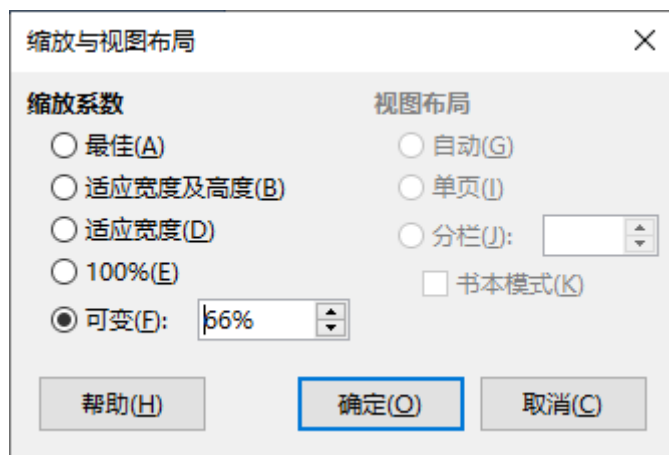 缩放与视图布局
缩放系数
最佳(A)
适应宽度及高度(B)
适应宽度(D)
100%(E)
可变(F): 66%
视图布局
自动(G)
单页(I)
分栏(J):
书本模式(K)
帮助(H)
确定(O)
取消(C)